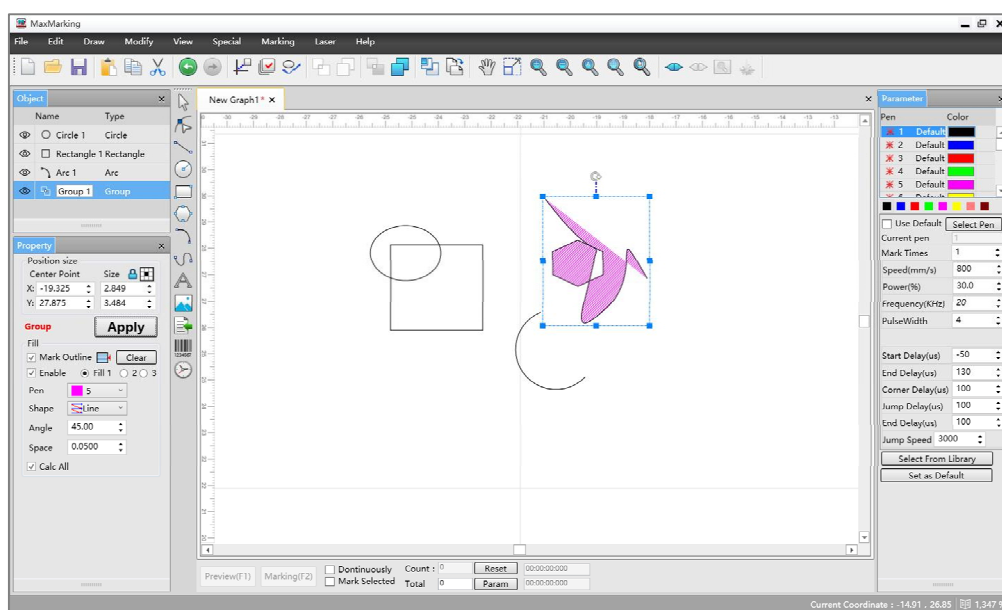 MaxMarking
File Edit Draw Modify View Special Marking Laser Help
Object
Name Type
Circle 1 Circle
Rectangle 1 Rectangle
Arc 1 Arc
Group 1 Group
Property
Position size
Center Point Size
X: -19.325 2.849
Y: 27.875 3.484
Group Apply
Fill
Mark Outline Clear
Enable Fill 1 2 3
Pen 5
Shape Line
Angle 45.00
Space 0.0500
Calc All
1234567
New Graph1*
Preview(F1) Marking(F2)
Dontinuously Count : 0 Reset 00:00:00:000
Mark Selected Total 0 Param 00:00:00:000
Parameter
Pen Color
1 Default
2 Default
3 Default
4 Default
5 Default
Use Default Select Pen
Current pen 1
Mark Times 1
Speed(mm/s) 800
Power(%) 30.0
Frequency(KHz) 20
PulseWidth 4
Start Delay(us) -50
End Delay(us) 130
Corner Delay(us) 100
Jump Delay(us) 100
End Delay(us) 100
Jump Speed 3000
Select From Library
Set as Default
Current Coordinate : -14.91 , 26.85 1,347 %